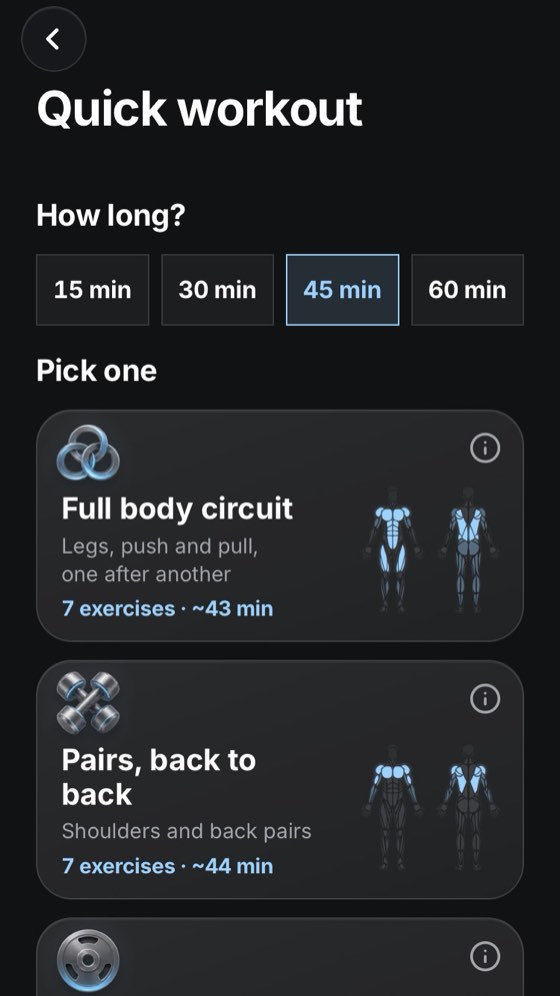 Quick workout
How long?
15 min
30 min
45 min
60 min
Pick one
Full body circuit
Legs, push and pull,
one after another
7 exercises · ~43 min
Pairs, back to
back
Shoulders and back pairs
7 exercises · ~44 min